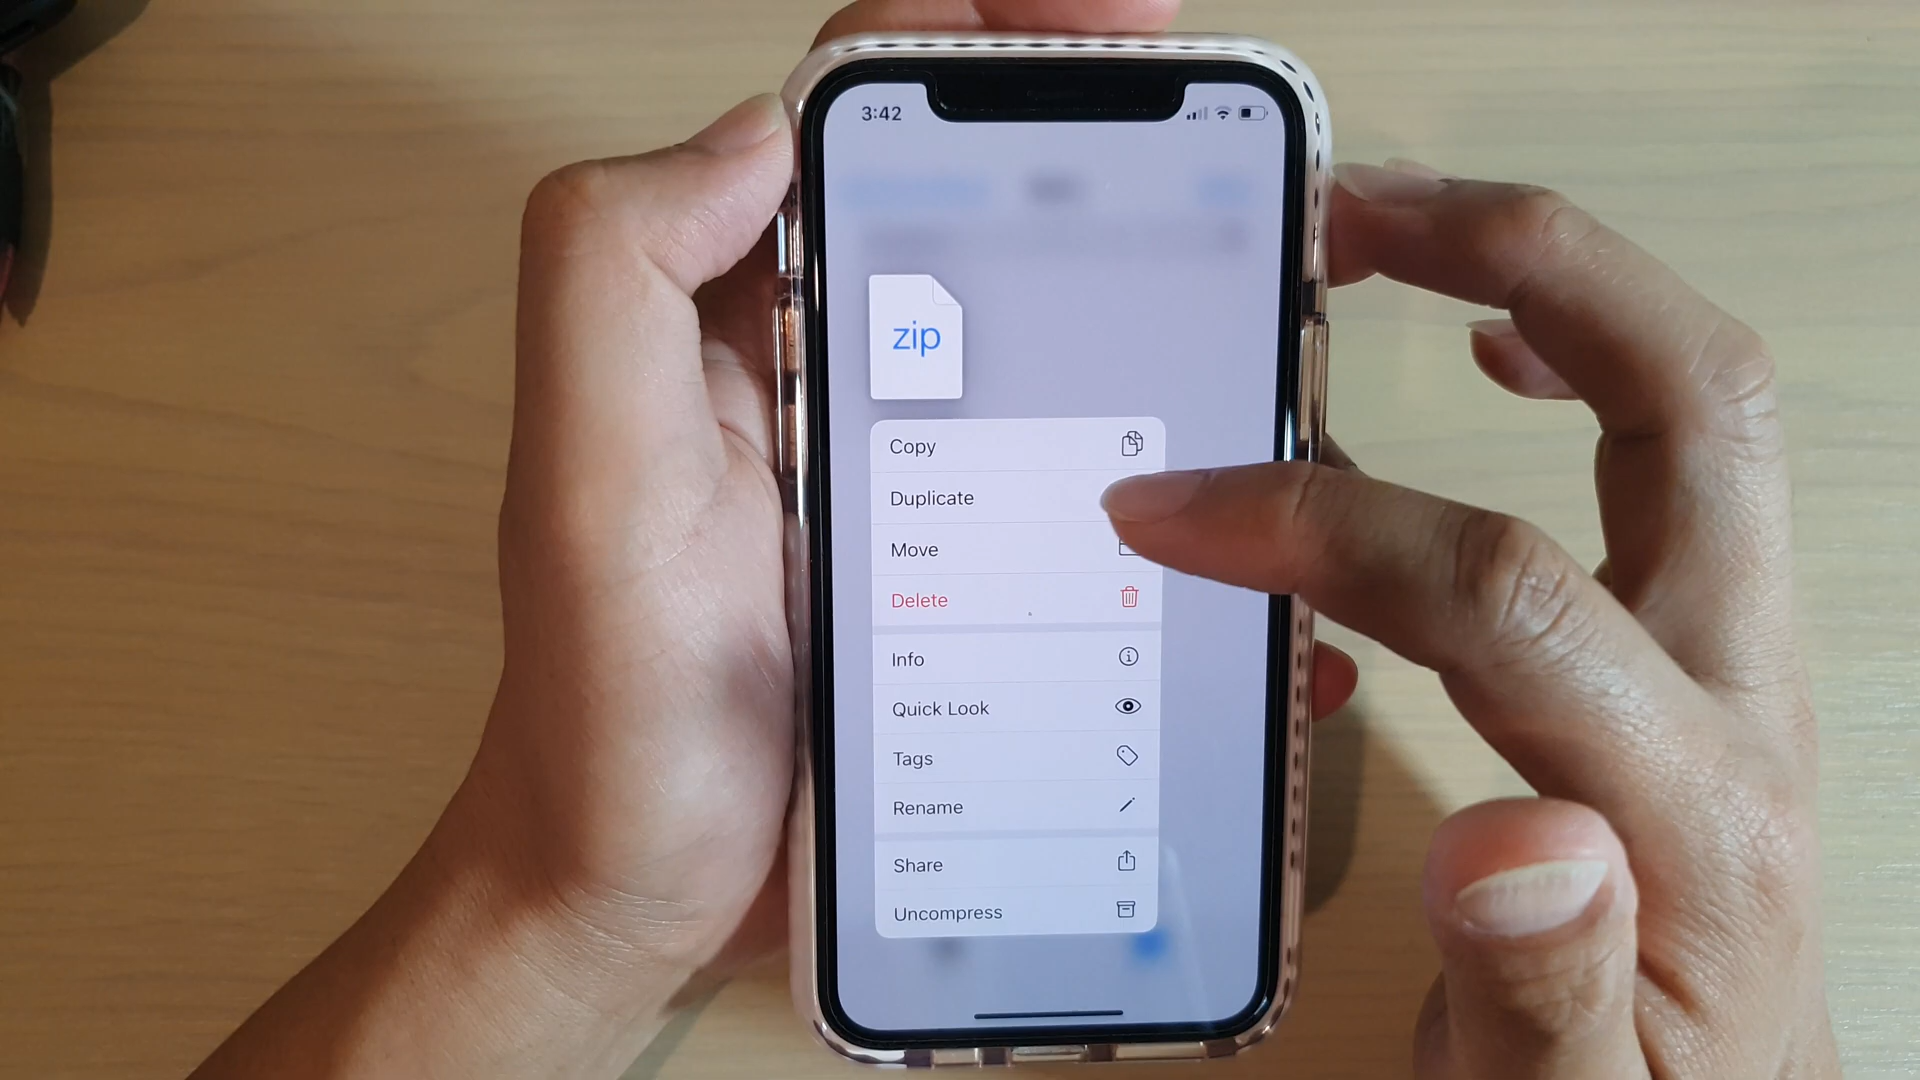 3:42
zip
Copy
Duplicate
Move
Delete
Info
Quick Look
Tags
Rename
Share
Uncompress